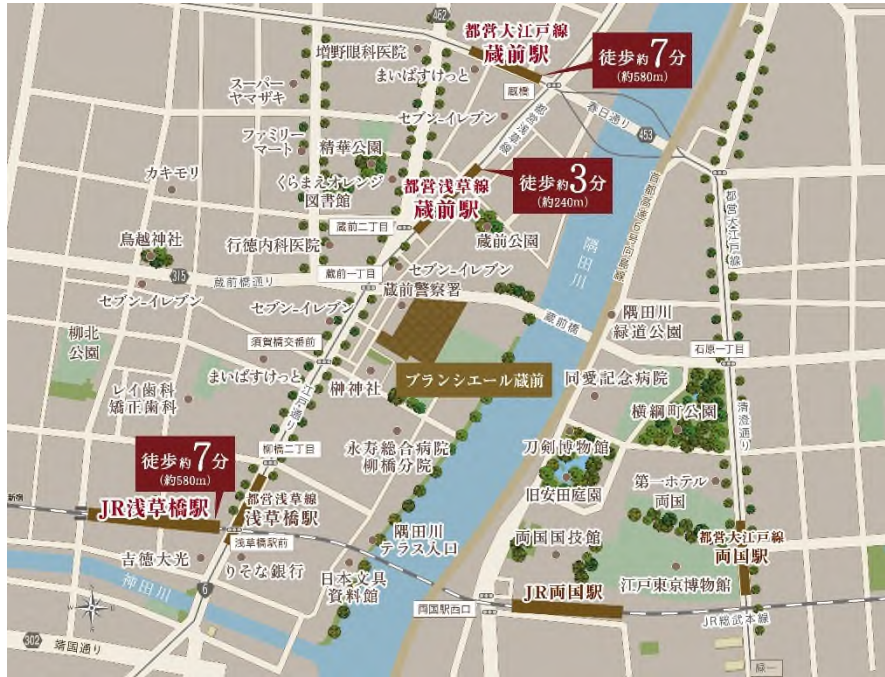 462
都営大江戸線
蔵前駅
徒歩約7分
(約580m)
増野眼科医院
まいばすけっと
厩橋
スーパー
ヤマザキ
セブン-イレブン
都営浅草線
春日通り
453
ファミリー
マート
精華公園
カキモリ
くらまえオレンジ
図書館
都営浅草線
蔵前駅
徒歩約3分
(約240m)
首都高速6号向島線
都営大江戸線
蔵前二丁目
蔵前公園
隅田川
鳥越神社
行徳内科医院
315
蔵前橋通り
蔵前一丁目
セブン-イレブン
蔵前警察署
セブン-イレブン
セブン-イレブン
蔵前橋
隅田川
緑道公園
柳北
公園
須賀橋交番前
石原一丁目
まいばすけっと
江戸通り
榊神社
ブランシエール蔵前
同愛記念病院
レイ歯科
矯正歯科
横網町公園
清澄通り
柳橋二丁目
永寿総合病院
柳橋分院
刀剣博物館
徒歩約7分
(約580m)
JR浅草橋駅
都営浅草線
浅草橋駅
旧安田庭園
第一ホテル
両国
新宿
浅草橋駅前
隅田川
テラス入口
両国国技館
都営大江戸線
両国駅
吉徳大光
りそな銀行
日本文具
資料館
江戸東京博物館
神田川
6
両国駅西口
JR両国駅
JR総武本線
302
靖国通り
緑一